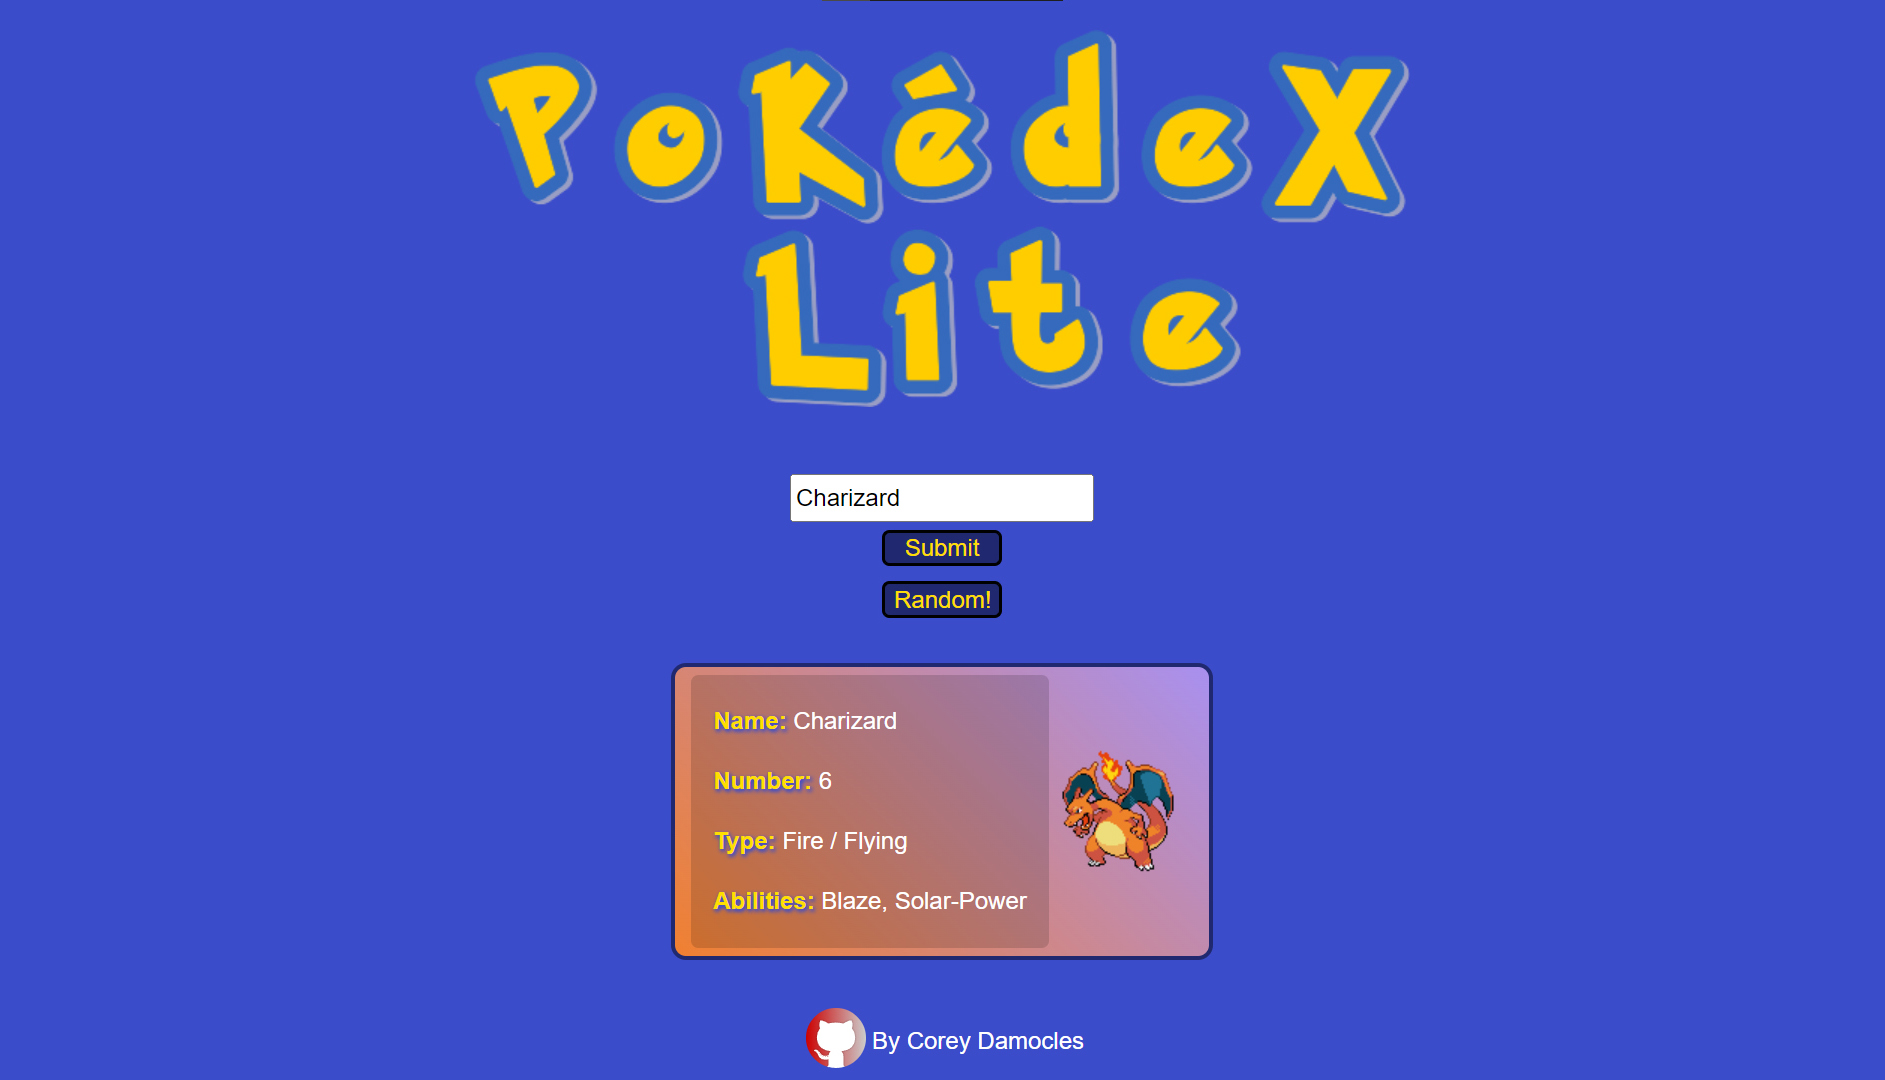 PoKédeX
Lite
Charizard
Submit
Random!
Name: Charizard
Number: 6
Type: Fire / Flying
Abilities: Blaze, Solar-Power
By Corey Damocles